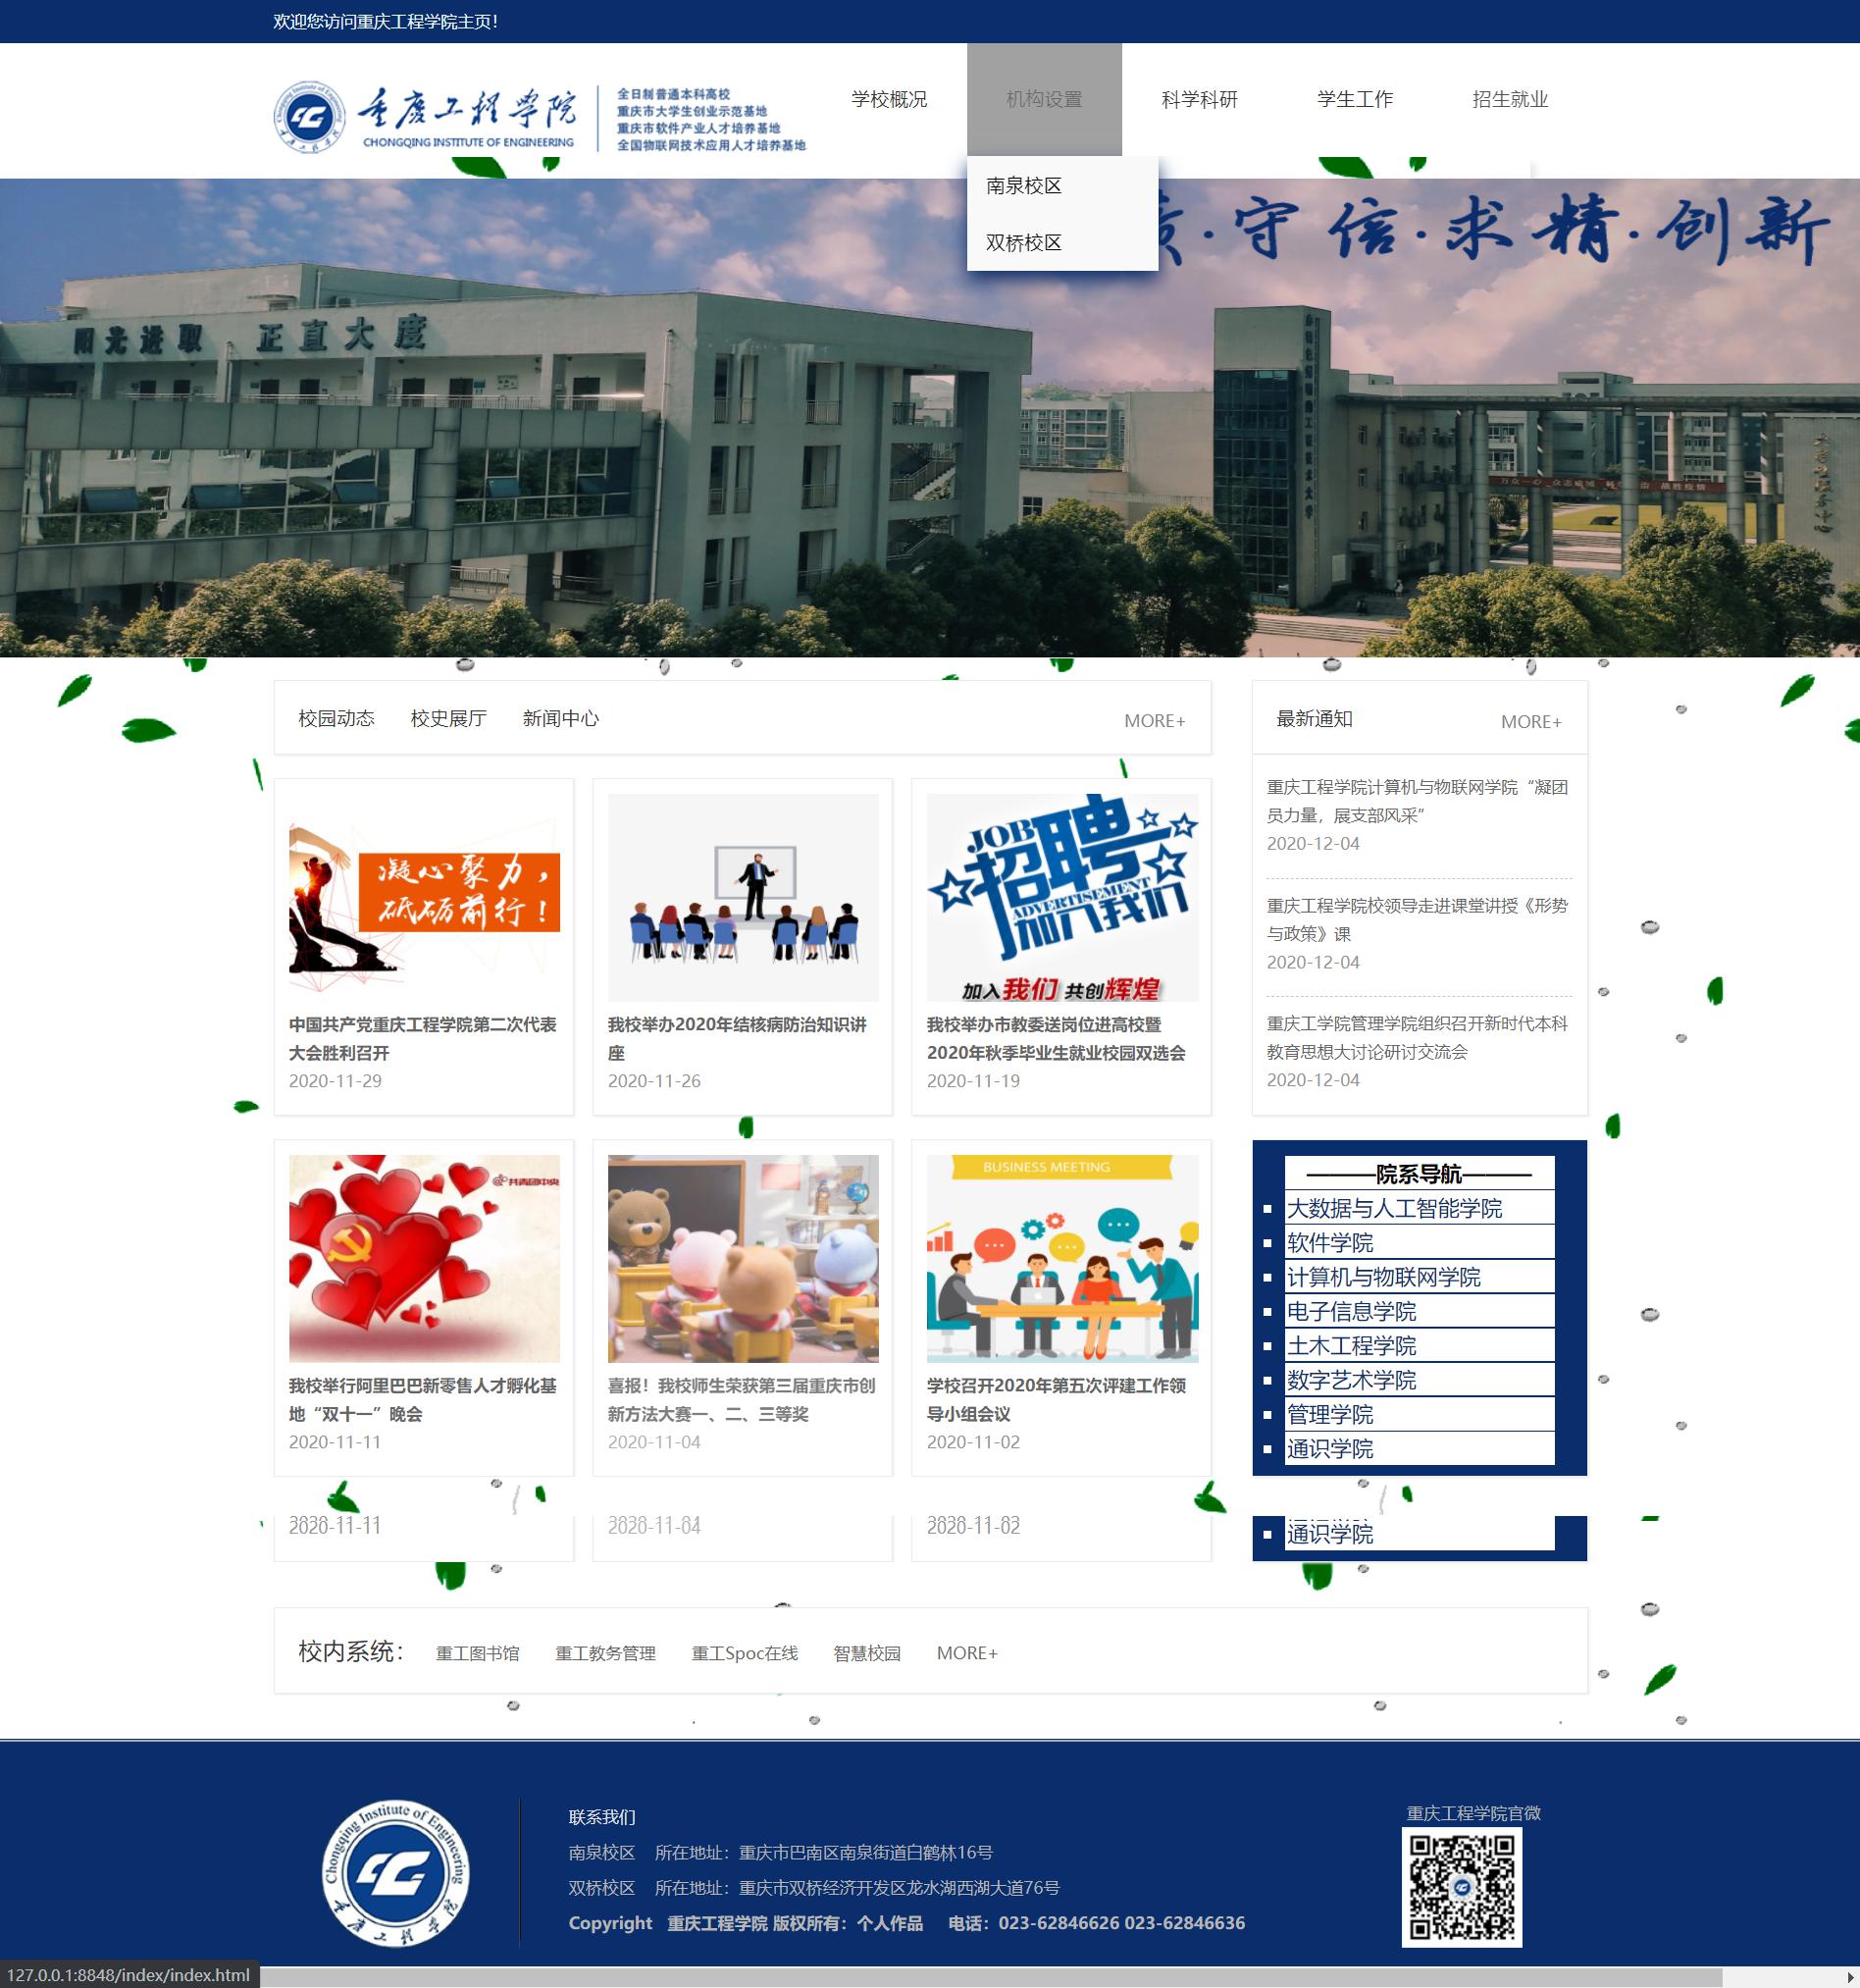 欢迎您访问重庆工程学院主页！
重庆工程学院
CHONGQING INSTITUTE OF ENGINEERING
全日制普通本科高校
重庆市大学生创业示范基地
重庆市软件产业人才培养基地
全国物联网技术应用人才培养基地
学校概况 机构设置 科学科研 学生工作 招生就业
南泉校区
双桥校区
·守信·求精·创新
阳光进取 正直大度
校园动态 校史展厅 新闻中心 MORE+
最新通知 MORE+
重庆工程学院计算机与物联网学院“凝团
员力量，展支部风采”
2020-12-04
重庆工程学院校领导走进课堂讲授《形势
与政策》课
2020-12-04
重庆工学院管理学院组织召开新时代本科
教育思想大讨论研讨交流会
2020-12-04
凝心聚力，
砥砺前行！
中国共产党重庆工程学院第二次代表
大会胜利召开
2020-11-29
我校举办2020年结核病防治知识讲
座
2020-11-26
JOB
招聘
ADVERTISEMENT
加入我们
加入我们 共创辉煌
我校举办市教委送岗位进高校暨
2020年秋季毕业生就业校园双选会
2020-11-19
共青团中央
我校举行阿里巴巴新零售人才孵化基
地“双十一”晚会
2020-11-11
喜报！我校师生荣获第三届重庆市创
新方法大赛一、二、三等奖
2020-11-04
BUSINESS MEETING
学校召开2020年第五次评建工作领
导小组会议
2020-11-02
———院系导航———
大数据与人工智能学院
软件学院
计算机与物联网学院
电子信息学院
土木工程学院
数字艺术学院
管理学院
通识学院
2020-11-11
2020-11-04
2020-11-02
通识学院
校内系统： 重工图书馆 重工教务管理 重工Spoc在线 智慧校园 MORE+
Chongqing Institute of Engineering
重庆工程学院
联系我们
南泉校区 所在地址：重庆市巴南区南泉街道白鹤林16号
双桥校区 所在地址：重庆市双桥经济开发区龙水湖西湖大道76号
Copyright 重庆工程学院 版权所有：个人作品 电话：023-62846626 023-62846636
重庆工程学院官微
127.0.0.1:8848/index/index.html